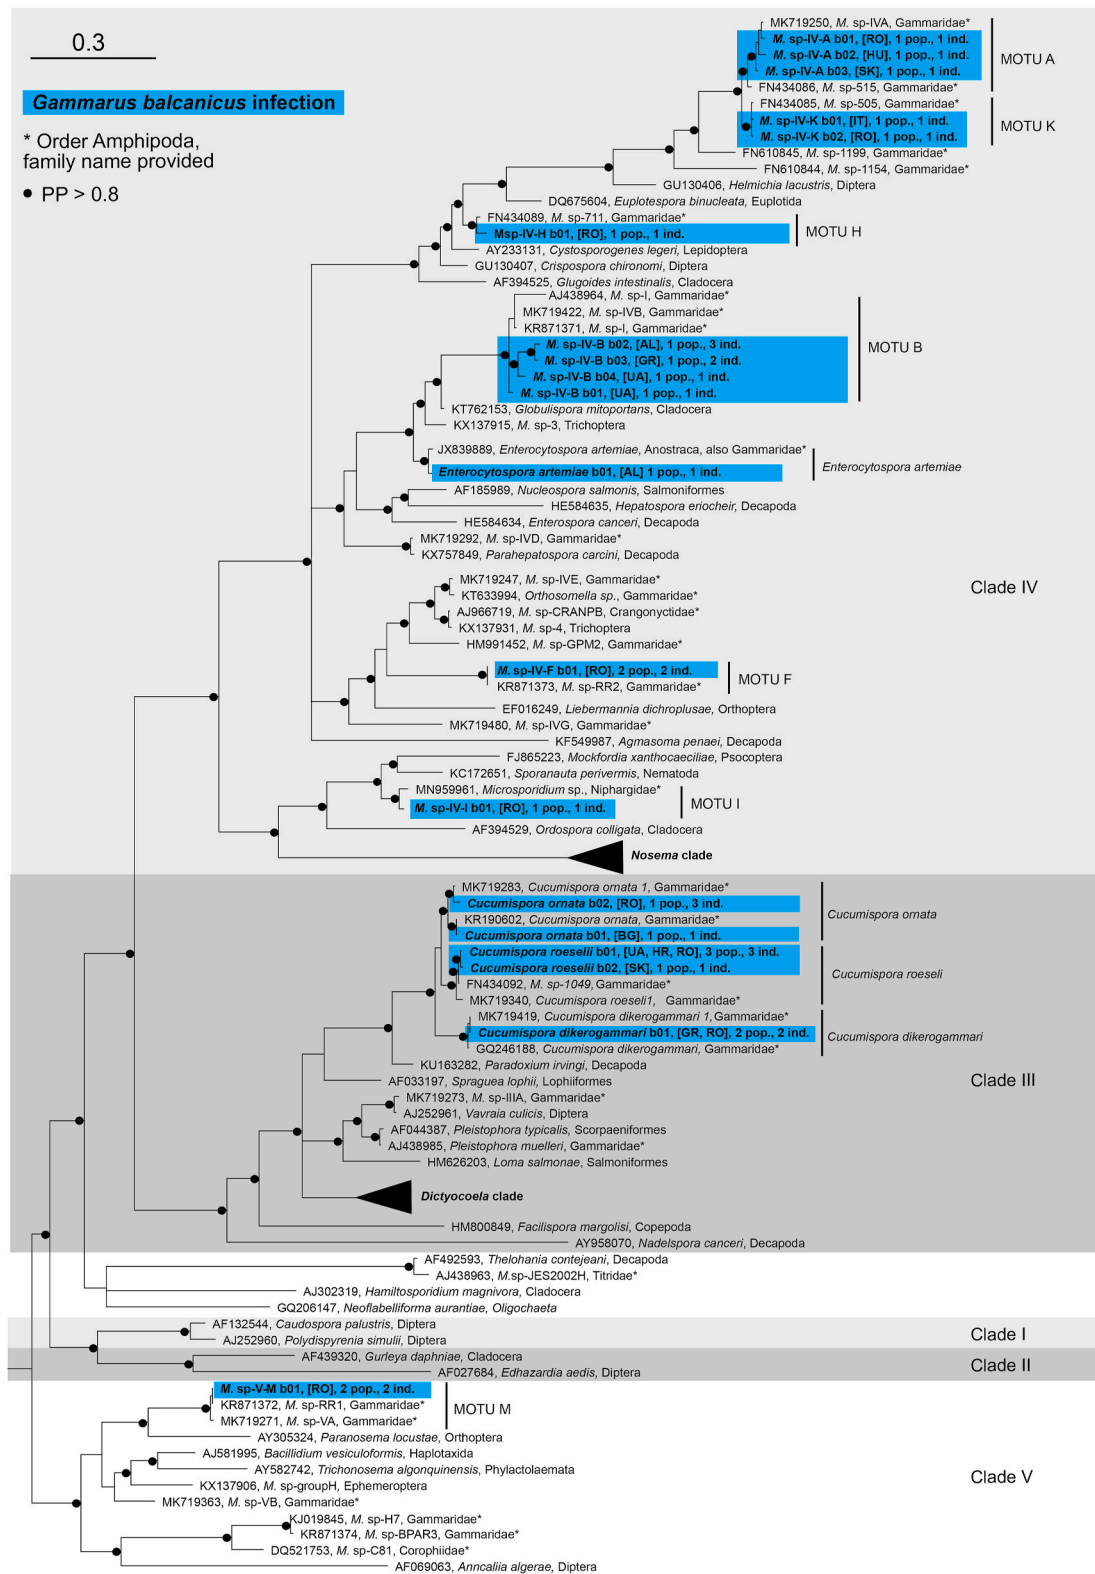 0.3
Gammarus balcanicus infection
* Order Amphipoda,
family name provided
● PP > 0.8
MK719250, M. sp-IVA, Gammaridae*
M. sp-IV-A b01, [RO], 1 pop., 1 ind.
M. sp-IV-A b02, [HU], 1 pop., 1 ind.
M. sp-IV-A b03, [SK], 1 pop., 1 ind.
MOTU A
FN434086, M. sp-515, Gammaridae*
FN434085, M. sp-505, Gammaridae*
M. sp-IV-K b01, [IT], 1 pop., 1 ind.
M. sp-IV-K b02, [RO], 1 pop., 1 ind.
MOTU K
FN610845, M. sp-1199, Gammaridae*
FN610844, M. sp-1154, Gammaridae*
GU130406, Helmichia lacustris, Diptera
DQ675604, Euplotespora binucleata, Euplotida
FN434089, M. sp-711, Gammaridae*
Msp-IV-H b01, [RO], 1 pop., 1 ind.
MOTU H
AY233131, Cystosporogenes legeri, Lepidoptera
GU130407, Crispospora chironomi, Diptera
AF394525, Glugoides intestinalis, Cladocera
AJ438964, M. sp-I, Gammaridae*
MK719422, M. sp-IVB, Gammaridae*
KR871371, M. sp-I, Gammaridae*
M. sp-IV-B b02, [AL], 1 pop., 3 ind.
MOTU B
M. sp-IV-B b03, [GR], 1 pop., 2 ind.
M. sp-IV-B b04, [UA], 1 pop., 1 ind.
M. sp-IV-B b01, [UA], 1 pop., 1 ind.
KT762153, Globulispora mitoportans, Cladocera
KX137915, M. sp-3, Trichoptera
JX839889, Enterocytospora artemiae, Anostraca, also Gammaridae*
Enterocytospora artemiae b01, [AL] 1 pop., 1 ind.
Enterocytospora artemiae
AF185989, Nucleospora salmonis, Salmoniformes
HE584635, Hepatospora eriocheir, Decapoda
HE584634, Enterospora canceri, Decapoda
MK719292, M. sp-IVD, Gammaridae*
KX757849, Parahepatospora carcini, Decapoda
MK719247, M. sp-IVE, Gammaridae*
Clade IV
KT633994, Orthosomella sp., Gammaridae*
AJ966719, M. sp-CRANPB, Crangonyctidae*
KX137931, M. sp-4, Trichoptera
HM991452, M. sp-GPM2, Gammaridae*
M. sp-IV-F b01, [RO], 2 pop., 2 ind.
MOTU F
KR871373, M. sp-RR2, Gammaridae*
EF016249, Liebermannia dichroplusae, Orthoptera
MK719480, M. sp-IVG, Gammaridae*
KF549987, Agmasoma penaei, Decapoda
FJ865223, Mockfordia xanthocaeciliae, Psocoptera
KC172651, Sporanauta perivermis, Nematoda
MN959961, Microsporidium sp., Niphargidae*
M. sp-IV-I b01, [RO], 1 pop., 1 ind.
MOTU I
AF394529, Ordospora colligata, Cladocera
Nosema clade
MK719283, Cucumispora ornata 1, Gammaridae*
Cucumispora ornata b02, [RO], 1 pop., 3 ind.
Cucumispora ornata
KR190602, Cucumispora ornata, Gammaridae*
Cucumispora ornata b01, [BG], 1 pop., 1 ind.
Cucumispora roeselii b01, [UA, HR, RO], 3 pop., 3 ind.
Cucumispora roeselii b02, [SK], 1 pop., 1 ind.
Cucumispora roeseli
FN434092, M. sp-1049, Gammaridae*
MK719340, Cucumispora roeseli1, Gammaridae*
MK719419, Cucumispora dikerogammari 1, Gammaridae*
Cucumispora dikerogammari b01, [GR, RO], 2 pop., 2 ind.
Cucumispora dikerogammari
GQ246188, Cucumispora dikerogammari, Gammaridae*
KU163282, Paradoxium irvingi, Decapoda
AF033197, Spraguea lophii, Lophiiformes
Clade III
MK719273, M. sp-IIIA, Gammaridae*
AJ252961, Vavraia culicis, Diptera
AF044387, Pleistophora typicalis, Scorpaeniformes
AJ438985, Pleistophora muelleri, Gammaridae*
HM626203, Loma salmonae, Salmoniformes
Dictyocoela clade
HM800849, Facilispora margolisi, Copepoda
AY958070, Nadelspora canceri, Decapoda
AF492593, Thelohania contejeani, Decapoda
AJ438963, M.sp-JES2002H, Titridae*
AJ302319, Hamiltosporidium magnivora, Cladocera
GQ206147, Neoflabelliforma aurantiae, Oligochaeta
AF132544, Caudospora palustris, Diptera
AJ252960, Polydispyrenia simulii, Diptera
Clade I
AF439320, Gurleya daphniae, Cladocera
Clade II
AF027684, Edhazardia aedis, Diptera
M. sp-V-M b01, [RO], 2 pop., 2 ind.
KR871372, M. sp-RR1, Gammaridae*
MOTU M
MK719271, M. sp-VA, Gammaridae*
AY305324, Paranosema locustae, Orthoptera
AJ581995, Bacillidium vesiculoformis, Haplotaxida
AY582742, Trichonosema algonquinensis, Phylactolaemata
Clade V
KX137906, M. sp-groupH, Ephemeroptera
MK719363, M. sp-VB, Gammaridae*
KJ019845, M. sp-H7, Gammaridae*
KR871374, M. sp-BPAR3, Gammaridae*
DQ521753, M. sp-C81, Corophiidae*
AF069063, Anncaliia algerae, Diptera